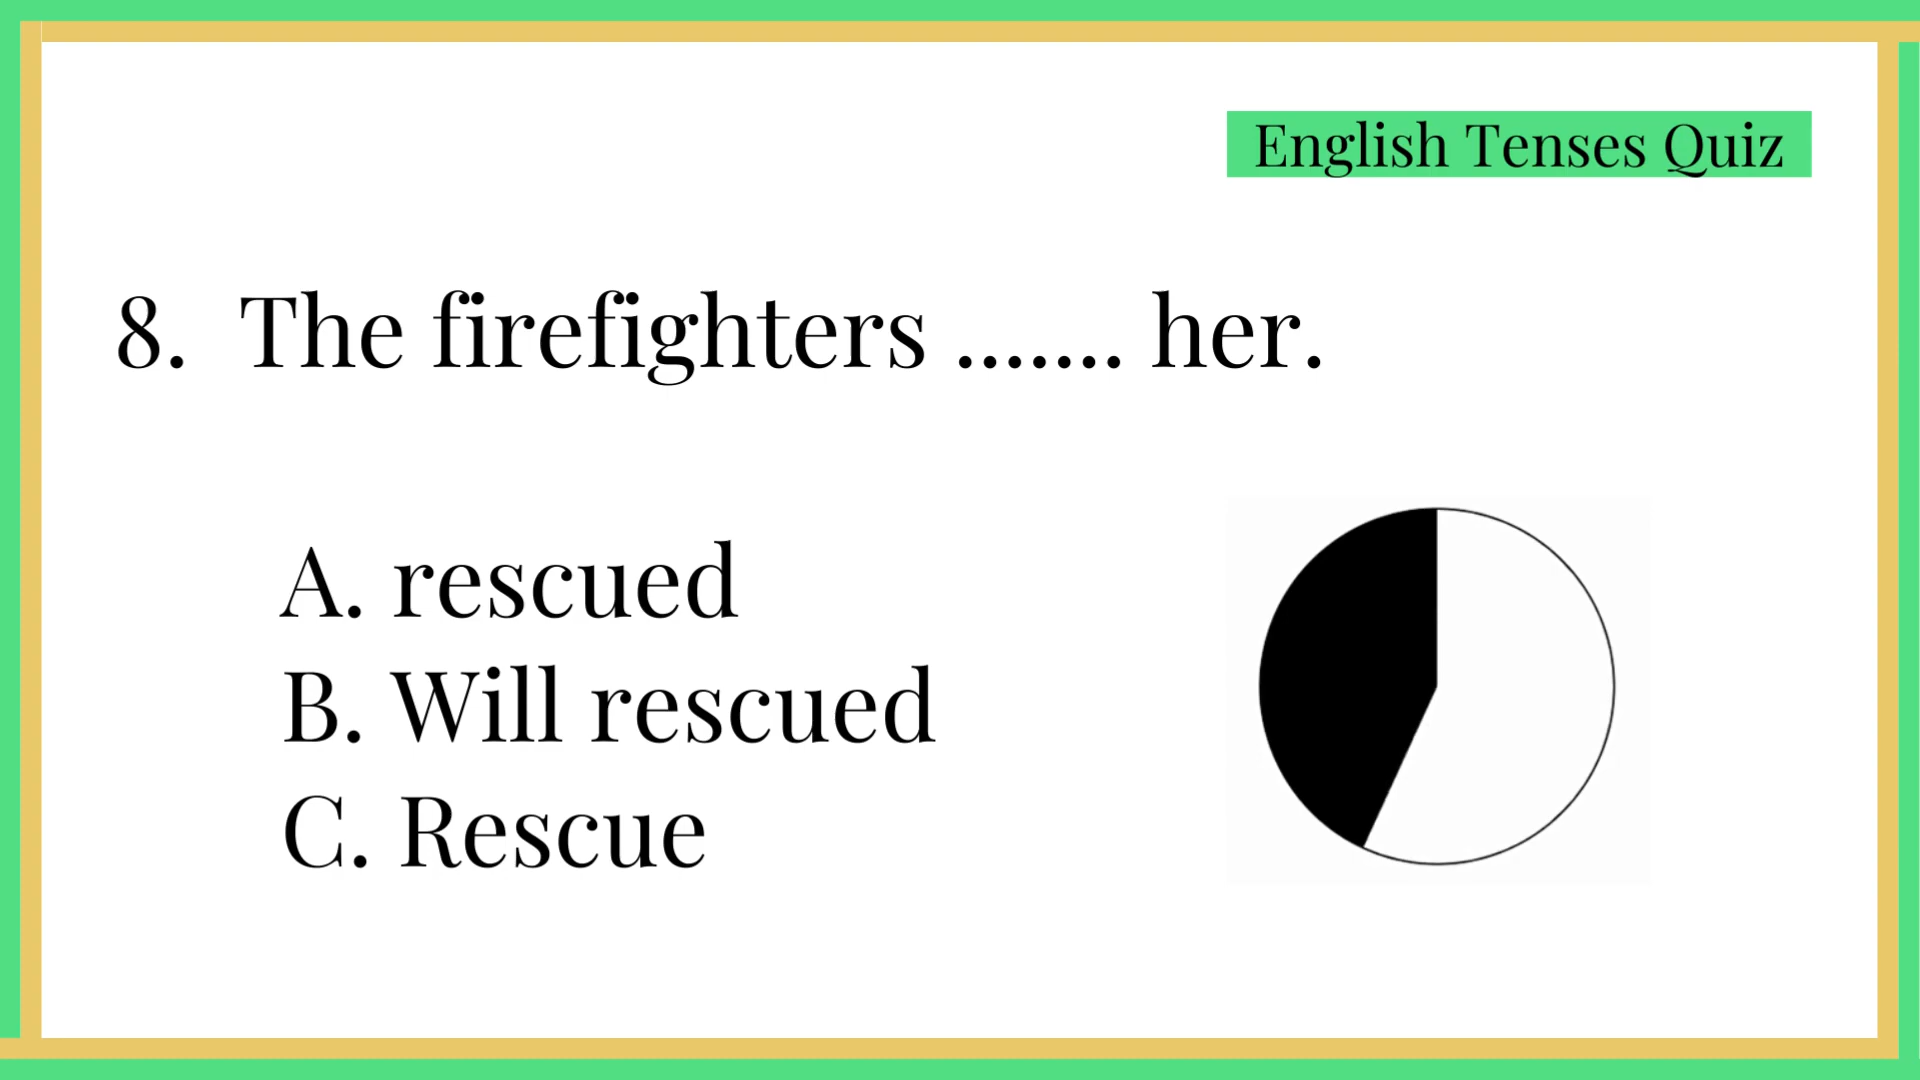 English Tenses Quiz
8. The firefighters ....... her.
A. rescued
B. Will rescued
C. Rescue